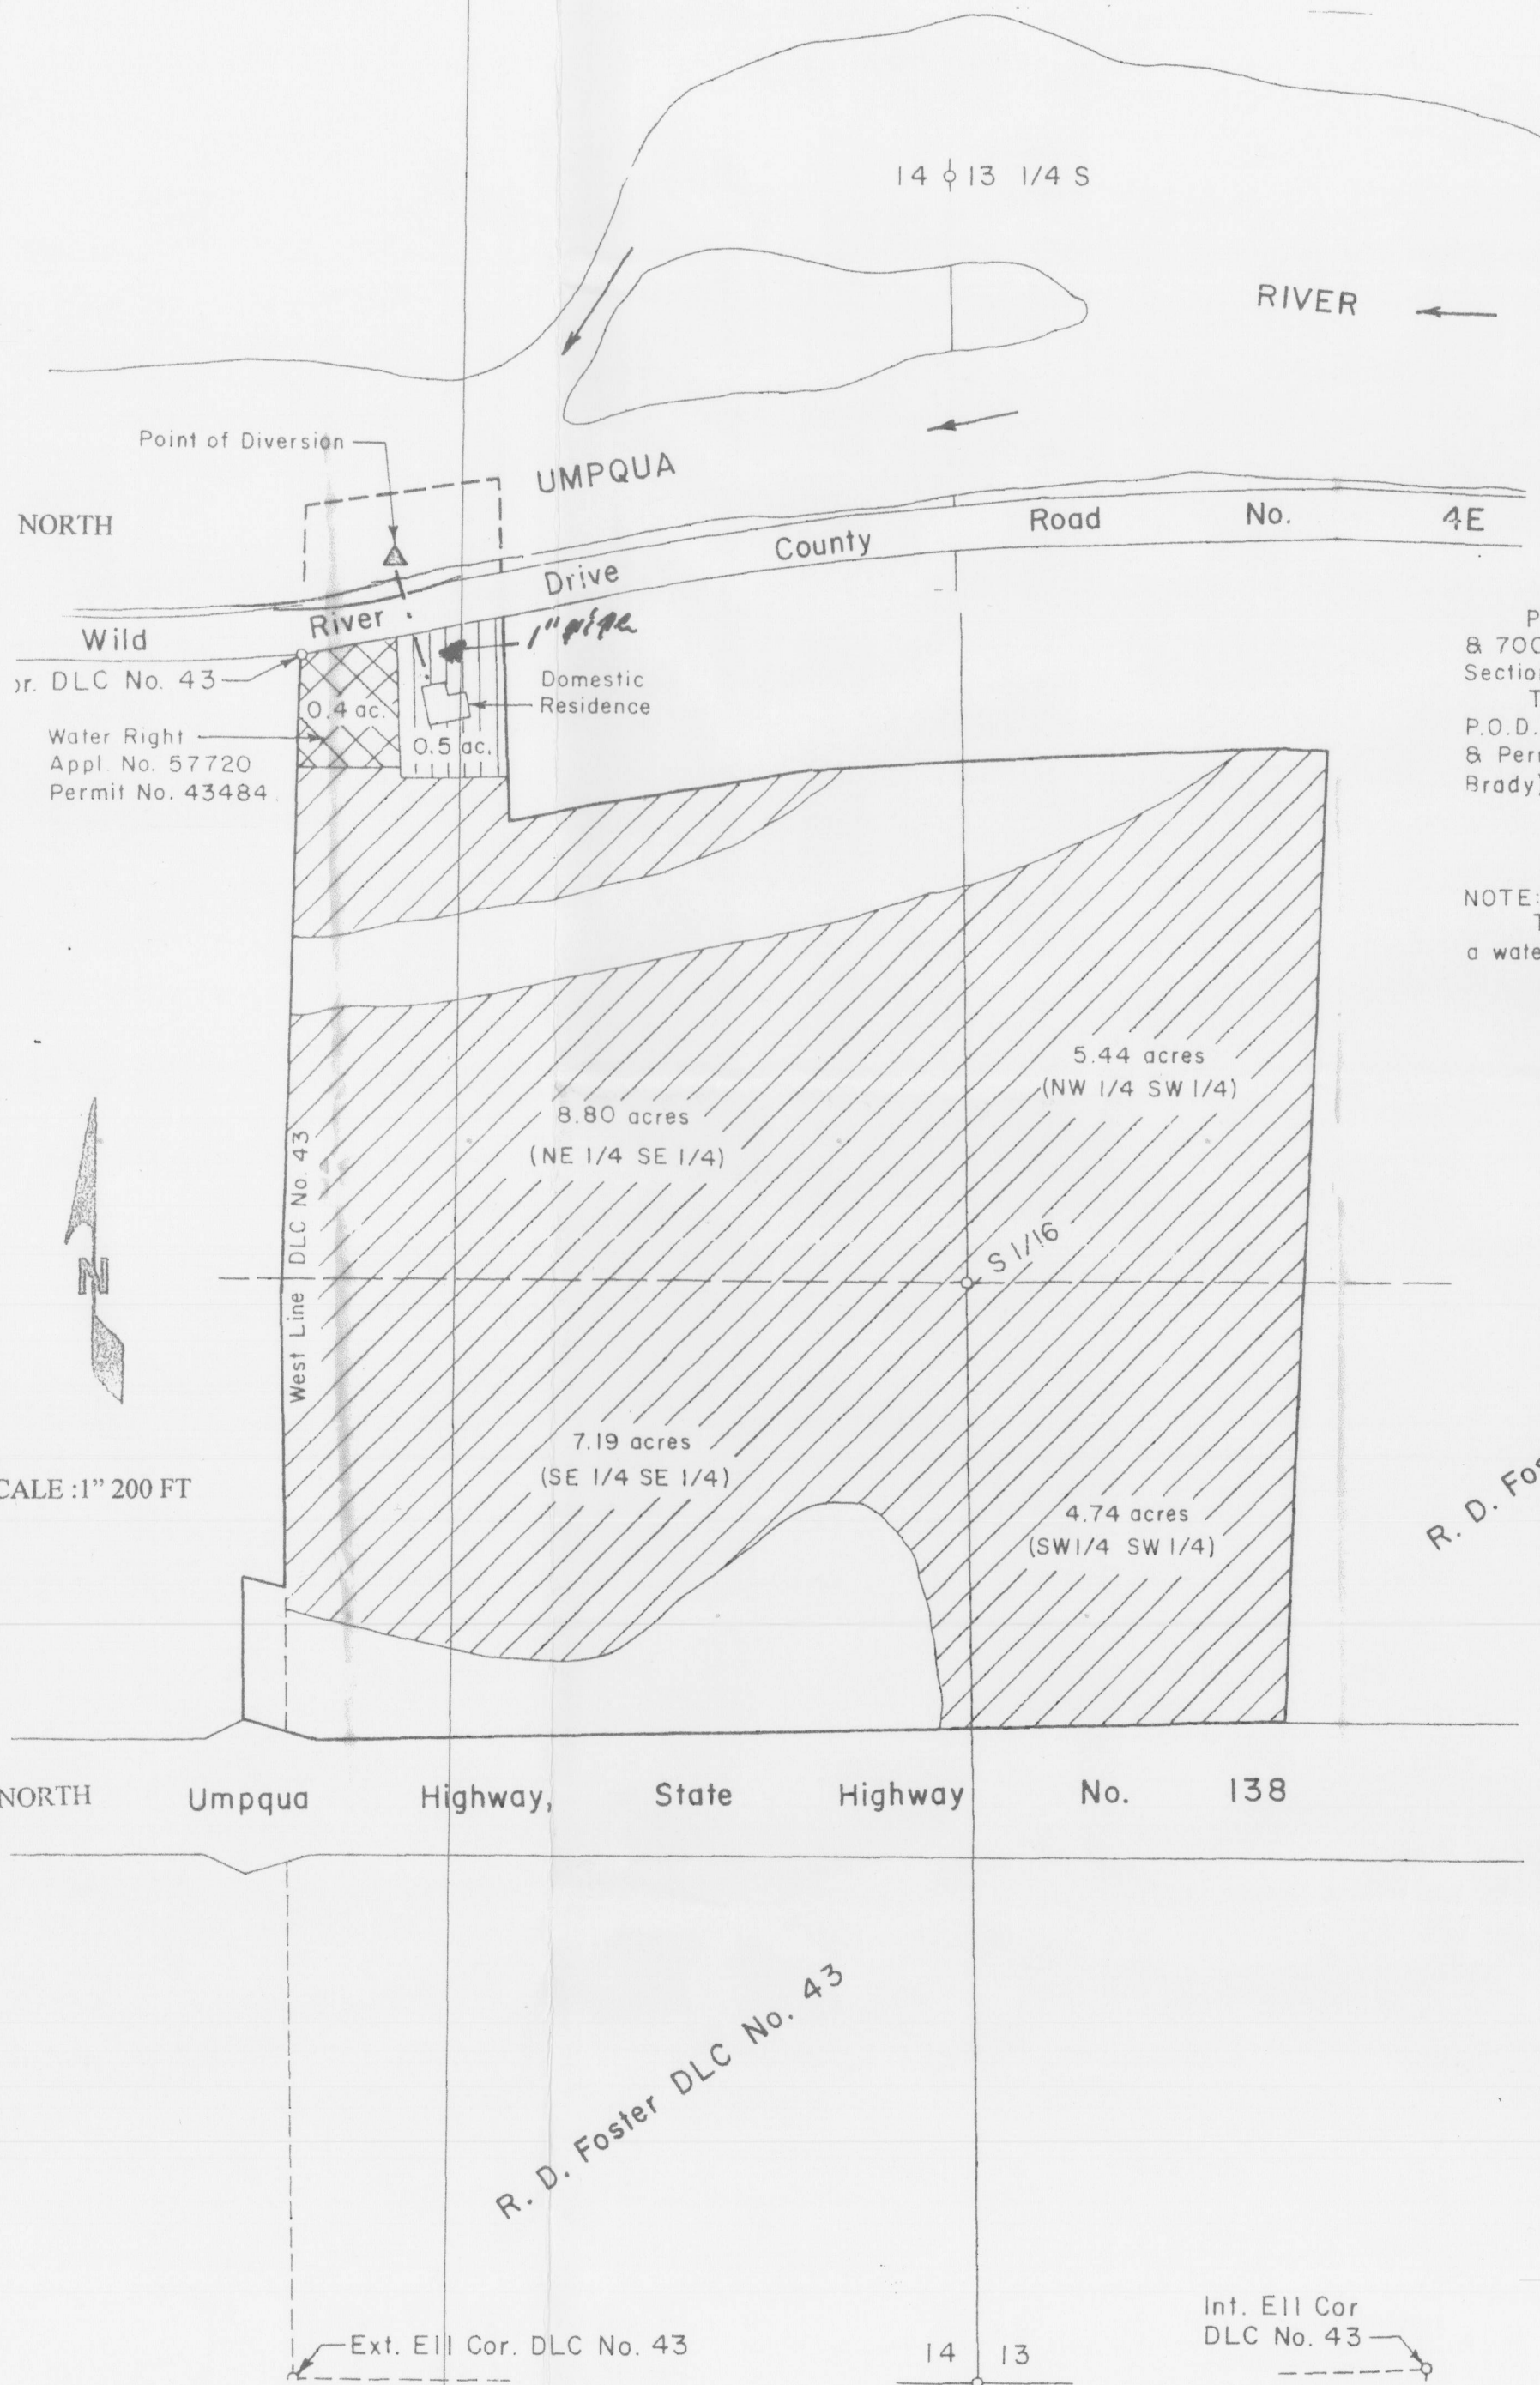 14 13 1/4 S
RIVER
Point of Diversion
UMPQUA
NORTH
Road No. 4E
County
Drive
River
Wild
1" pipe
DLC No. 43
0.4 ac.
Domestic
Residence
Water Right
Appl. No. 57720
Permit No. 43484
0.5 ac.
P
& 700
Section
T
P.O.D.
& Per
Brady)
NOTE:
T
a wate
5.44 acres
(NW 1/4 SW 1/4)
8.80 acres
(NE 1/4 SE 1/4)
West Line DLC No. 43
N
S 1/16
7.19 acres
(SE 1/4 SE 1/4)
CALE :1” 200 FT
4.74 acres
(SW 1/4 SW 1/4)
R. D. Fos
NORTH Umpqua Highway, State Highway No. 138
R. D. Foster DLC No. 43
Int. Ell Cor
DLC No. 43
Ext. Ell Cor. DLC No. 43
14 13